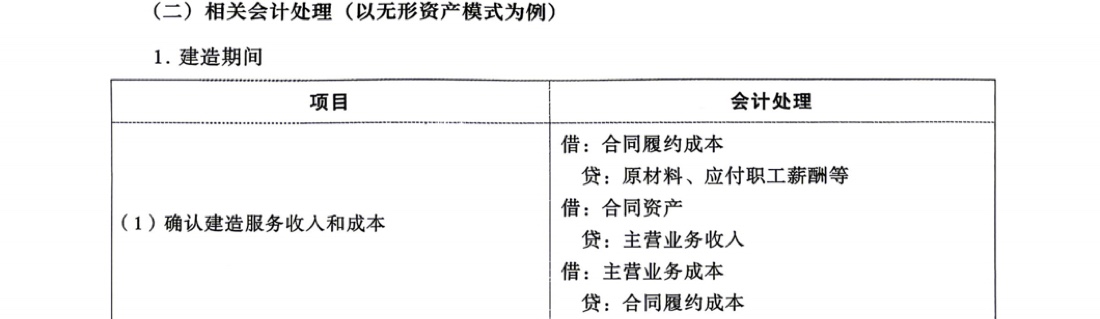 （二）相关会计处理（以无形资产模式为例）
1. 建造期间
项目
会计处理
（1）确认建造服务收入和成本
借：合同履约成本
贷：原材料、应付职工薪酬等
借：合同资产
贷：主营业务收入
借：主营业务成本
贷：合同履约成本